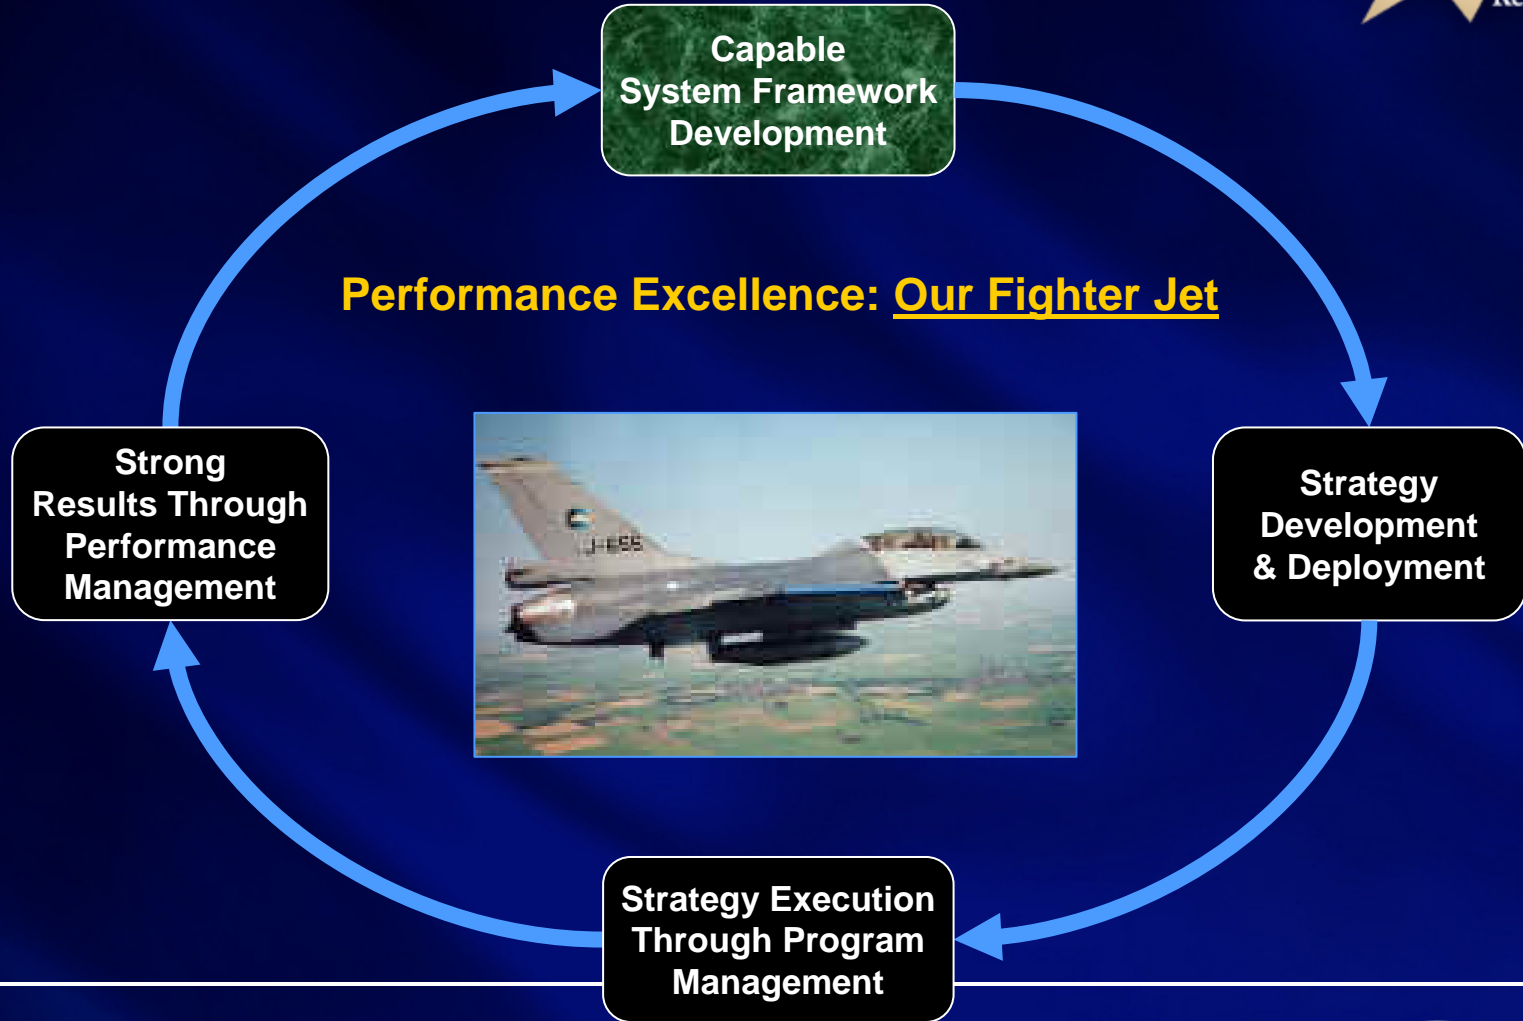 Capable
System Framework
Development
Performance Excellence: Our Fighter Jet
Strong
Results Through
Performance
Management
Strategy
Development
& Deployment
Strategy Execution
Through Program
Management